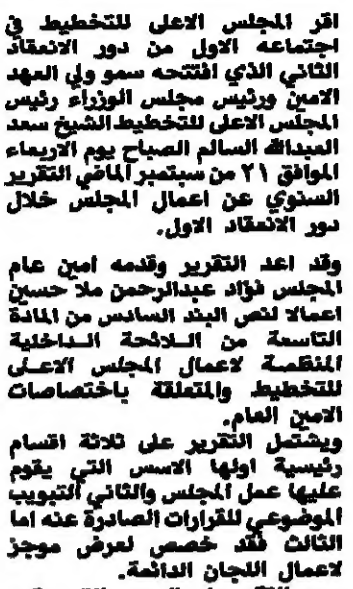 اقر المجلس الاعلى للتخطيط في
اجتماعه الاول من دور الانعقاد
الثاني الذي افتتحه سمو ولي العهد
الامين ورئيس مجلس الوزراء رئيس
المجلس الاعلى للتخطيط الشيخ سعد
العبدالله السالم الصباح يوم الاربعاء
الموافق ٢١ من سبتمبر الماضي التقرير
السنوي عن اعمال المجلس خلال
دور الانعقاد الاول.
وقد اعد التقرير وقدمه امين عام
المجلس فؤاد عبدالرحمن ملا حسين
اعمالا لنص البند السادس من المادة
التاسعة من اللائحة الداخلية
المنظمة لاعمال المجلس الاعلى
للتخطيط والمتعلقة باختصاصات
الامين العام.
ويشتمل التقرير على ثلاثة اقسام
رئيسية اولها الاسس التي يقوم
عليها عمل المجلس والثاني التبويب
الموضوعي للقرارات الصادرة عنه اما
الثالث فقد خصص لعرض موجز
لاعمال اللجان الدائمة.